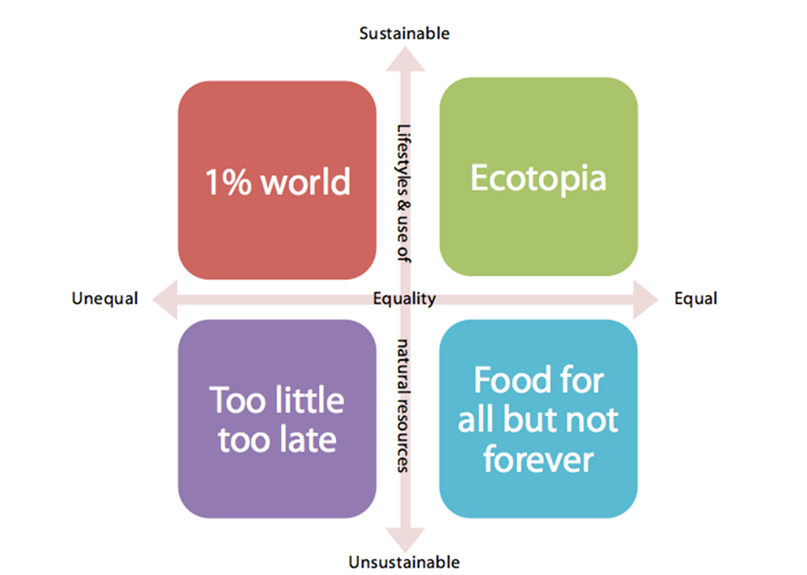 Sustainable
1% world
Lifestyles & use of
Ecotopia
Unequal
Equality
Equal
Too little
too late
natural resources
Food for
all but not
forever
Unsustainable